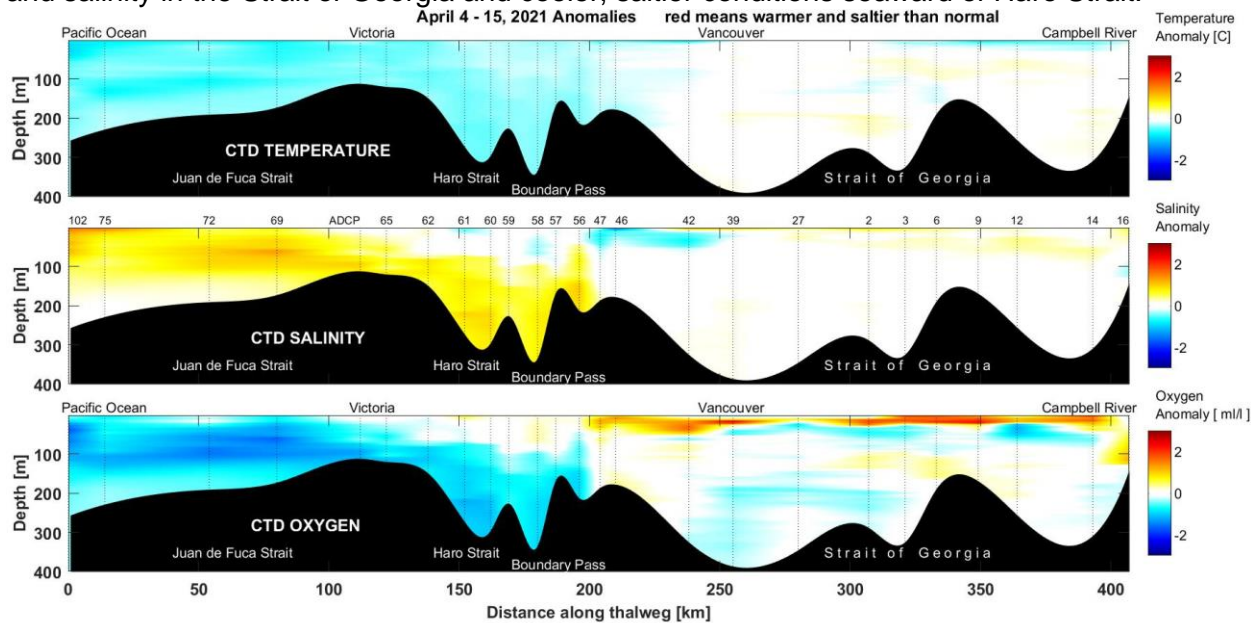 and salinity in the Strait of Georgia and cooler, saltier conditions seaward of Haro Strait.
April 4 - 15, 2021 Anomalies red means warmer and saltier than normal
Pacific Ocean Victoria Vancouver Campbell River
Temperature
Anomaly [C]
Depth [m]
100
200
300
400
CTD TEMPERATURE
Juan de Fuca Strait Haro Strait Boundary Pass Strait of Georgia
2
0
-2
102 75 72 69 ADCP 65 62 61 60 59 58 57 56 47 46 42 39 27 2 3 6 9 12 14 16
Salinity
Anomaly
Depth [m]
100
200
300
400
CTD SALINITY
Juan de Fuca Strait Haro Strait Boundary Pass Strait of Georgia
2
0
-2
Pacific Ocean Victoria Vancouver Campbell River
Oxygen
Anomaly [ ml/l ]
Depth [m]
100
200
300
400
CTD OXYGEN
Juan de Fuca Strait Haro Strait Boundary Pass Strait of Georgia
2
0
-2
0 50 100 150 200 250 300 350 400
Distance along thalweg [km]